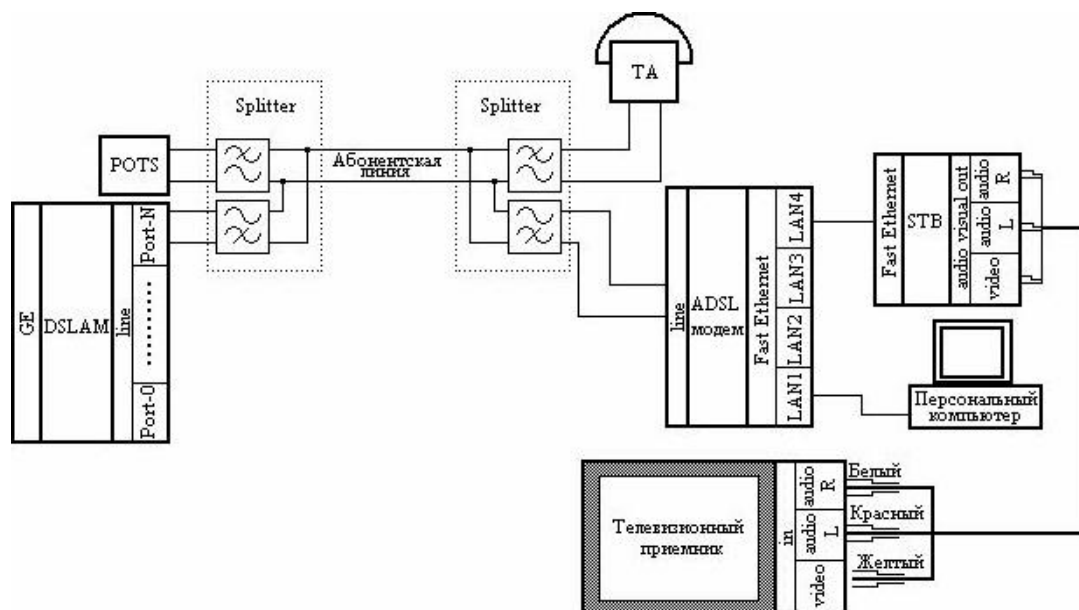 Splitter
Splitter
TA
POTS
Абонентская
линия
GE
DSLAM
line
Port-N
Port-0
line
ADSL
модем
Fast Ethernet
LAN4
LAN3
LAN2
LAN1
Fast Ethernet
STB
audio visual out
audio
R
audio
L
video
Персональный
компьютер
Телевизионный
приемник
in
audio
R
audio
L
video
Белый
Красный
Желтый